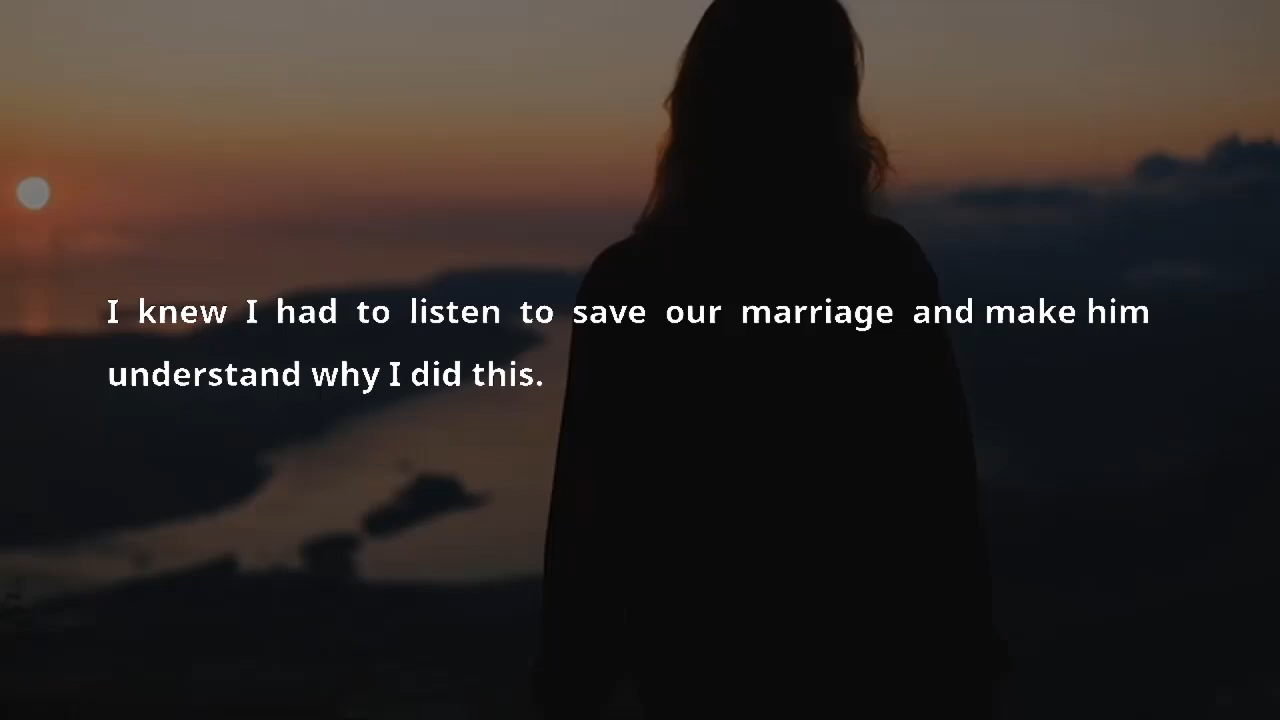 I knew I had to listen to save our marriage and make him
understand why I did this.